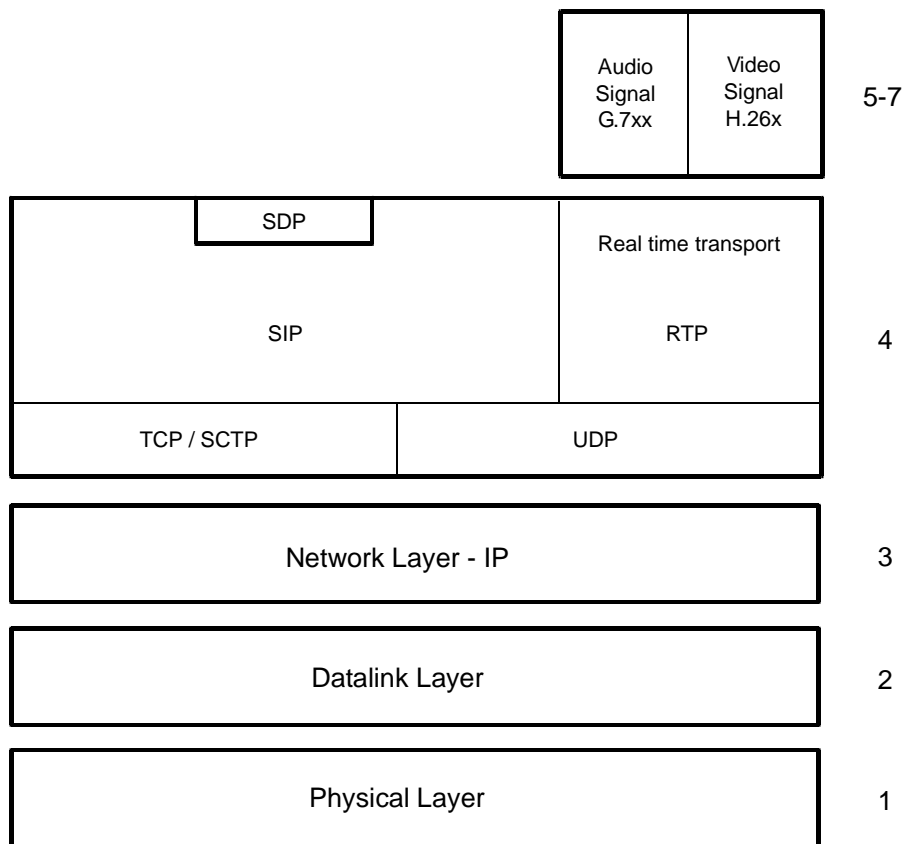 Audio
Signal
G.7xx
Video
Signal
H.26x
5-7
SDP
Real time transport
SIP
RTP
4
TCP / SCTP
UDP
Network Layer - IP
3
Datalink Layer
2
Physical Layer
1